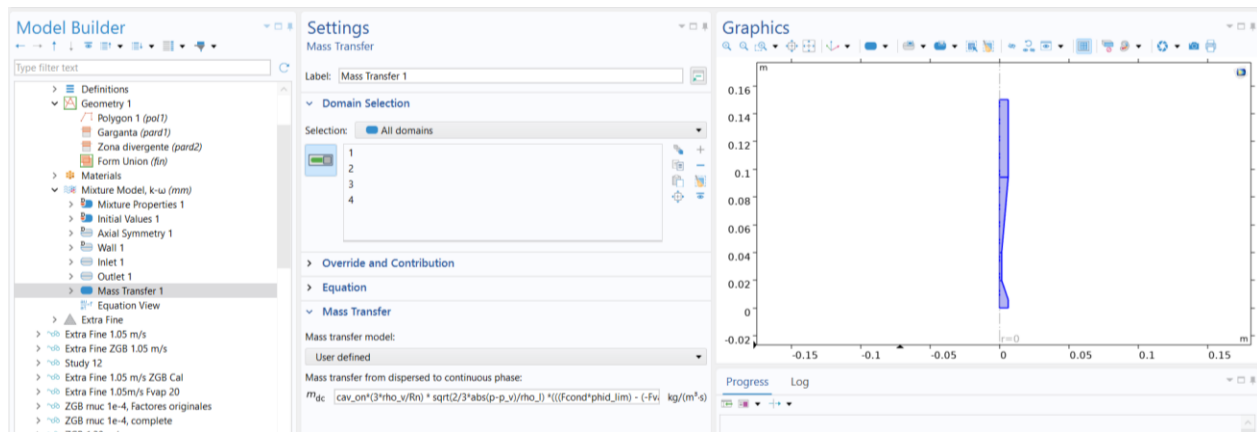 Model Builder
Type filter text
Definitions
Geometry 1
Polygon 1 (pol1)
Garganta (pard1)
Zona divergente (pard2)
Form Union (fin)
Materials
Mixture Model, k-ω (mm)
Mixture Properties 1
Initial Values 1
Axial Symmetry 1
Wall 1
Inlet 1
Outlet 1
Mass Transfer 1
Equation View
Extra Fine
Extra Fine 1.05 m/s
Extra Fine ZGB 1.05 m/s
Study 12
Extra Fine 1.05 m/s ZGB Cal
Extra Fine 1.05m/s Fvap 20
ZGB muc 1e-4, Factores originales
ZGB muc 1e-4, complete
Settings
Mass Transfer
Label: Mass Transfer 1
Domain Selection
Selection: All domains
1
2
3
4
Override and Contribution
Equation
Mass Transfer
Mass transfer model:
User defined
Mass transfer from dispersed to continuous phase:
mdc cav_on*(3*rho_v/Rn) * sqrt(2/3*abs(p-p_v)/rho_l) *(((Fcond*phid_lim) - (-Fv kg/(m³·s)
Graphics
m
0.16
0.14
0.12
0.1
0.08
0.06
0.04
0.02
0
-0.02
r=0
m
-0.15 -0.1 -0.05 0 0.05 0.1 0.15
Progress Log